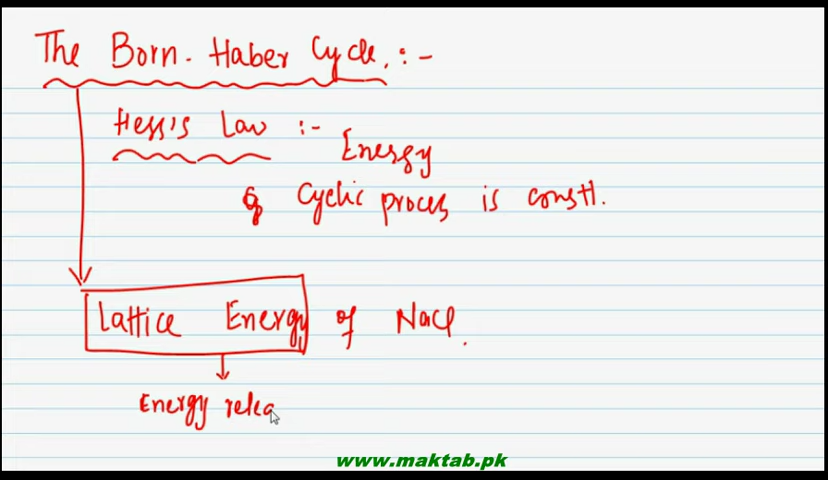 The Born-Haber Cycle :-
Hess's Law :- Energy
of Cyclic proces is constt.
Lattice Energy of NaCl.
Energy relea
www.maktab.pk